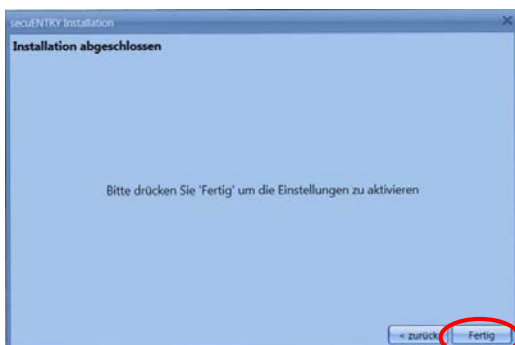 secuENTRY Installation
Installation abgeschlossen
Bitte drücken Sie 'Fertig' um die Einstellungen zu aktivieren
< zurück
Fertig